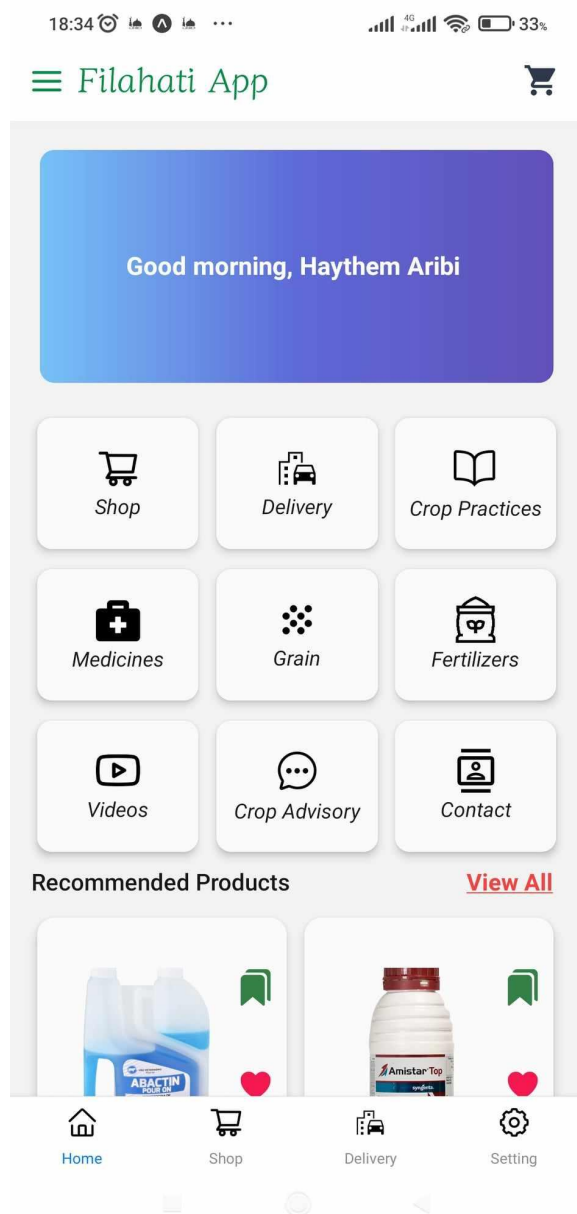 18:34 4G 33%
Filahati App
Good morning, Haythem Aribi
Shop Delivery Crop Practices
Medicines Grain Fertilizers
Videos Crop Advisory Contact
Recommended Products View All
ABACTIN
POUR ON
Amistar Top
syngenta
Home Shop Delivery Setting